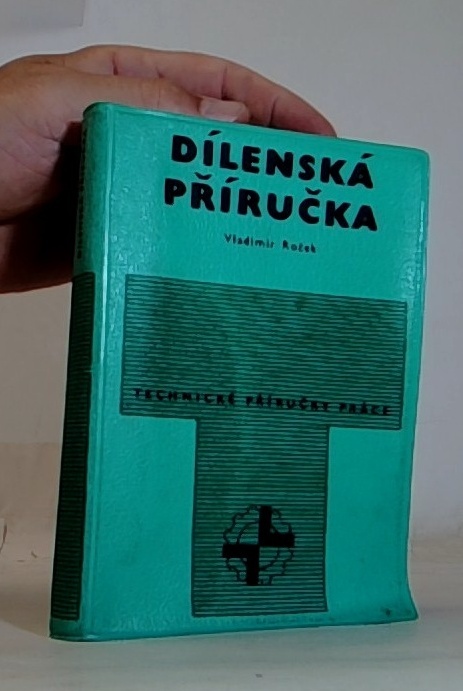 DÍLENSKÁ
PŘÍRUČKA
Vladimír Roček
TECHNICKÉ PŘÍRUČKY PRÁCE